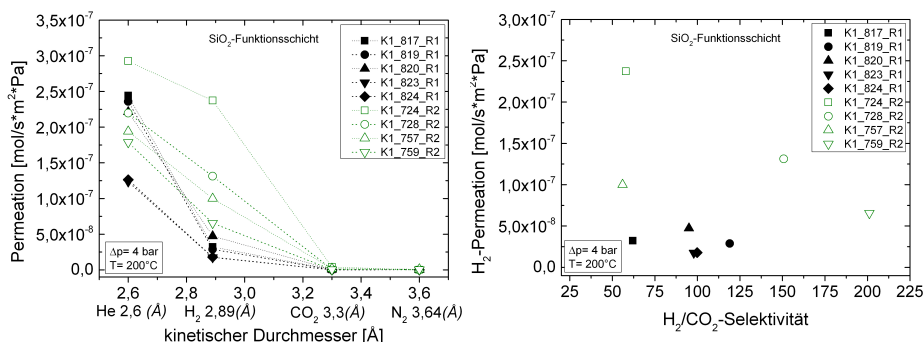 3,5x10⁻⁷
3,0x10⁻⁷
2,5x10⁻⁷
2,0x10⁻⁷
1,5x10⁻⁷
1,0x10⁻⁷
5,0x10⁻⁸
0,0
Permeation [mol/s*m²*Pa]
SiO₂-Funktionsschicht
K1_817_R1
K1_819_R1
K1_820_R1
K1_823_R1
K1_824_R1
K1_724_R2
K1_728_R2
K1_757_R2
K1_759_R2
Δp= 4 bar
T= 200°C
2,6 2,8 3,0 3,2 3,4 3,6
He 2,6 (Å) H₂ 2,89(Å) CO₂ 3,3(Å) N₂ 3,64(Å)
kinetischer Durchmesser [Å]
3,0x10⁻⁷
2,5x10⁻⁷
2,0x10⁻⁷
1,5x10⁻⁷
1,0x10⁻⁷
5,0x10⁻⁸
0,0
H₂-Permeation [mol/s*m²*Pa]
SiO₂-Funktionsschicht
K1_817_R1
K1_819_R1
K1_820_R1
K1_823_R1
K1_824_R1
K1_724_R2
K1_728_R2
K1_757_R2
K1_759_R2
Δp= 4 bar
T= 200°C
25 50 75 100 125 150 175 200 225
H₂/CO₂-Selektivität